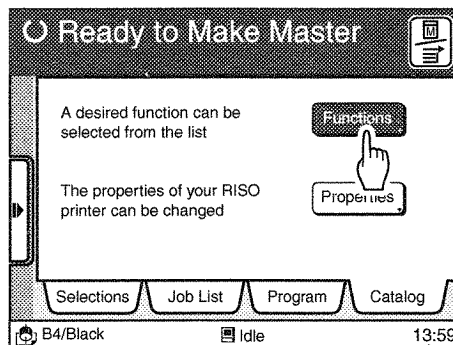 Ready to Make Master
M
A desired function can be
selected from the list
Functions
The properties of your RISO
printer can be changed
Properties
Selections
Job List
Program
Catalog
B4/Black
Idle
13:59